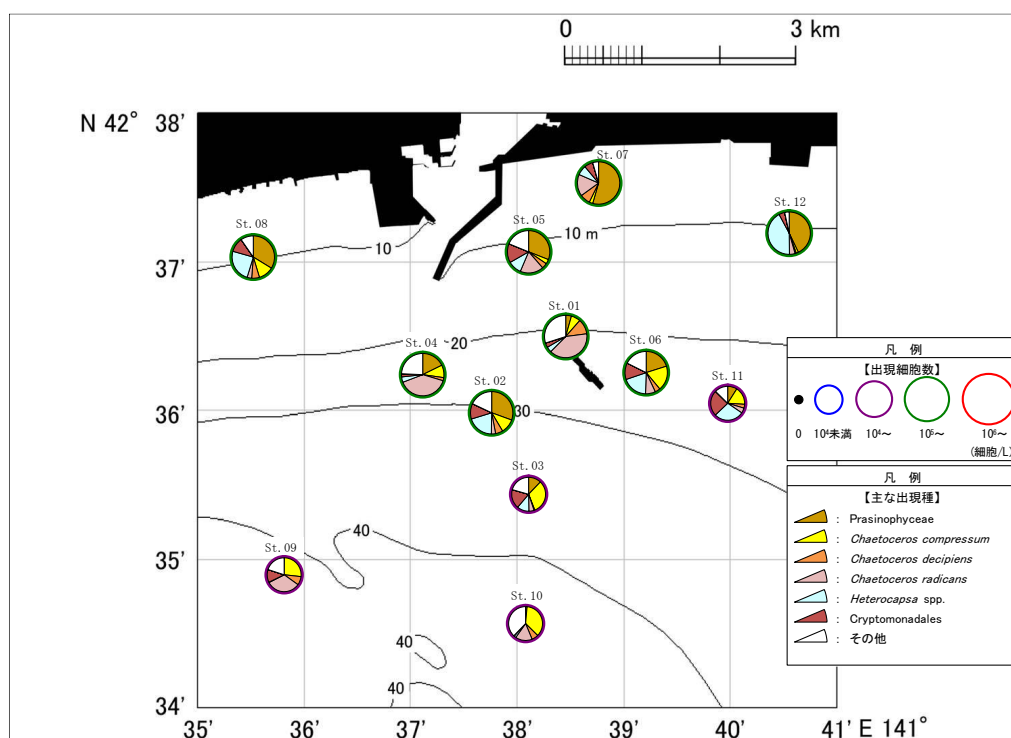 0 3 km
N 42° 38'
37'
36'
35'
34'
35' 36' 37' 38' 39' 40' 41' E 141°
St.07
St.12
St.08
St.05
10
10 m
St.01
20
St.04
St.06
St.11
St.02
30
St.03
40
St.09
St.10
40
40
凡 例
【出現細胞数】
0 10⁴未満 10⁴～ 10⁵～ 10⁶～
(細胞/L)
凡 例
【主な出現種】
: Prasinophyceae
: Chaetoceros compressum
: Chaetoceros decipiens
: Chaetoceros radicans
: Heterocapsa spp.
: Cryptomonadales
: その他